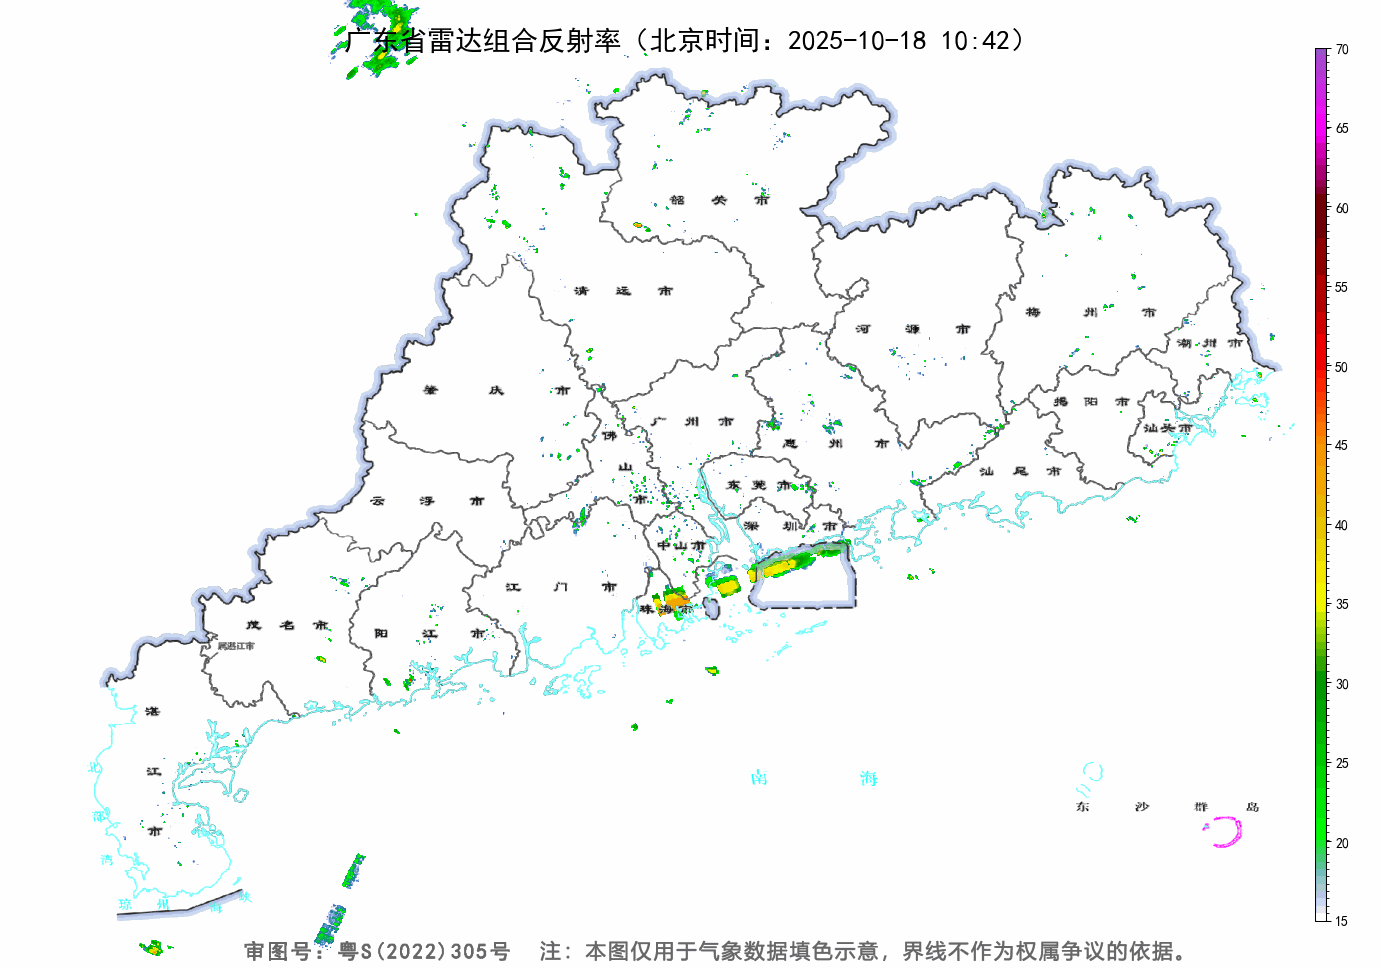 广东省雷达组合反射率（北京时间：2025-10-18 10:42）
70
65
60
55
50
45
40
35
30
25
20
15
韶关市
清远市
河源市
梅州市
潮州市
肇庆市
广州市
佛山市
惠州市
揭阳市
汕头市
汕尾市
云浮市
东莞市
深圳市
中山市
江门市
珠海市
茂名市
属湛江市
阳江市
湛江市
北部湾
琼州海峡
南海
东沙群岛
审图号：粤S(2022)305号 注：本图仅用于气象数据填色示意，界线不作为权属争议的依据。